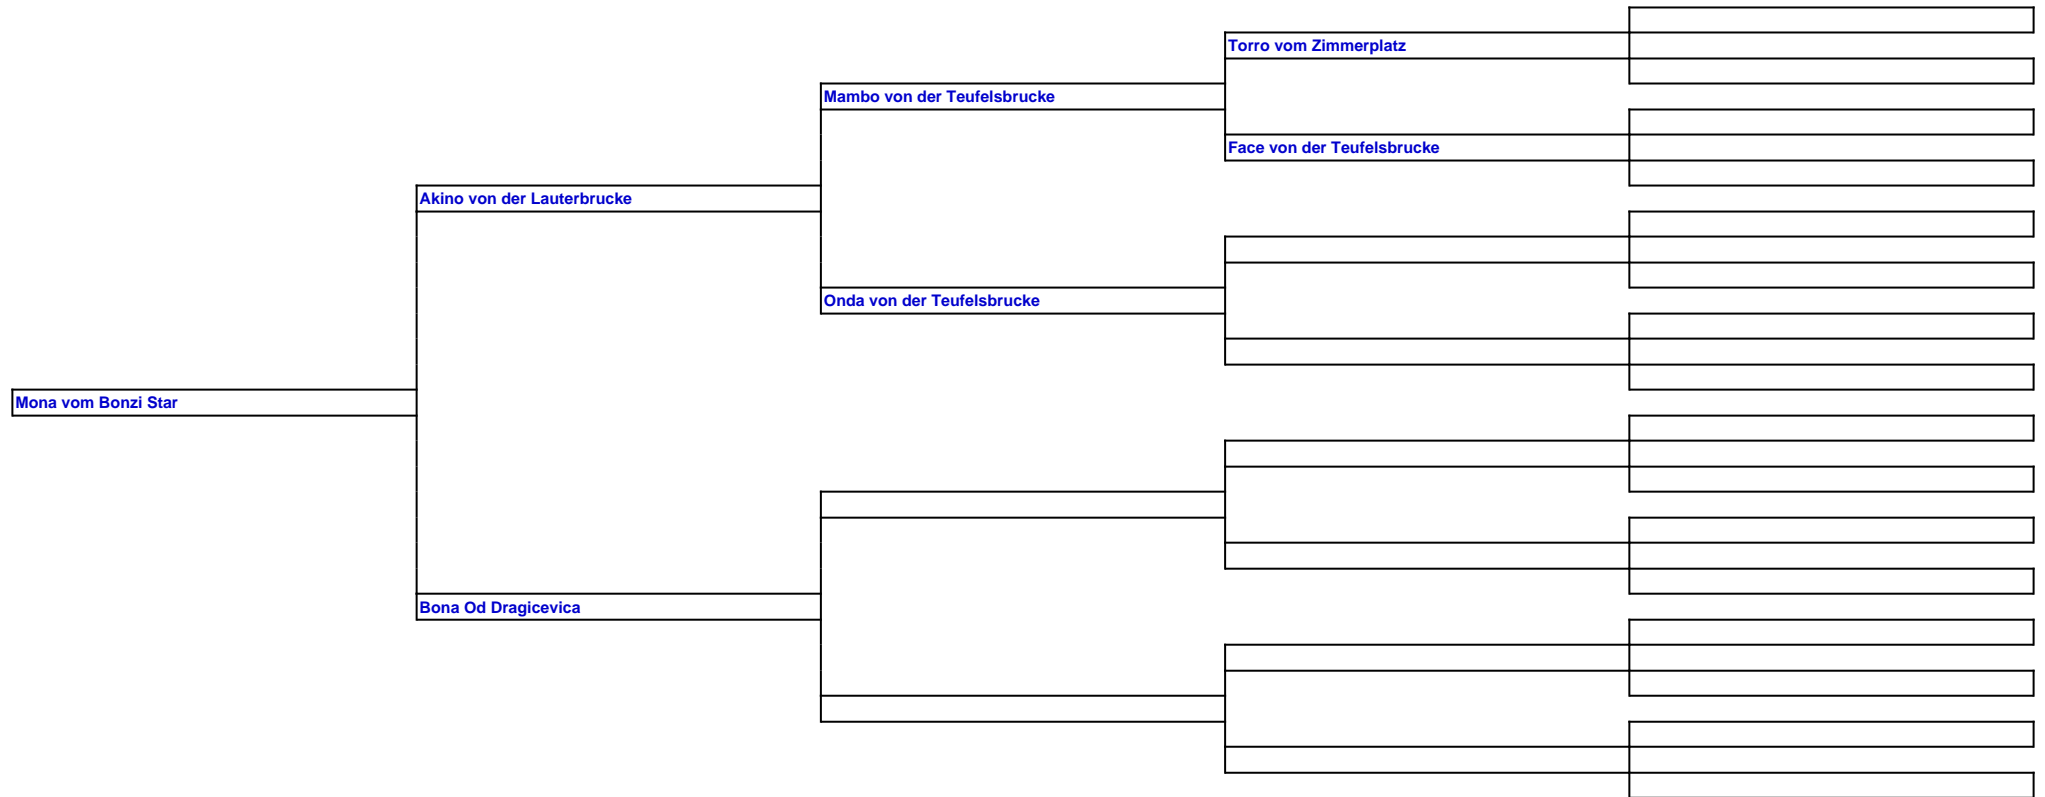 Torro vom Zimmerplatz
Mambo von der Teufelsbrucke
Face von der Teufelsbrucke
Akino von der Lauterbrucke
Onda von der Teufelsbrucke
Mona vom Bonzi Star
Bona Od Dragicevica